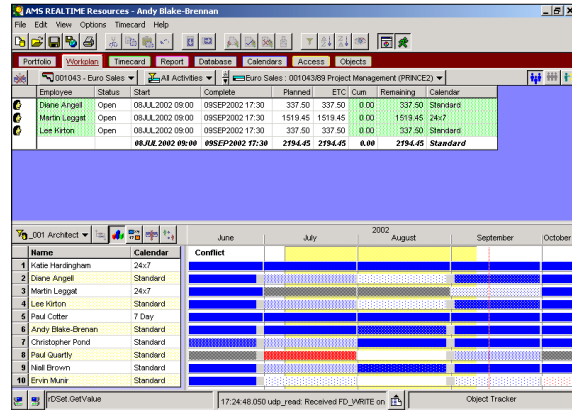 AMS REALTIME Resources - Andy Blake-Brennan
File Edit View Options Timecard Help
Portfolio Workplan Timecard Report Database Calendars Access Objects
001043 - Euro Sales All Activities Euro Sales : 001043/89 Project Management (PRINCE2)
Employee Status Start Complete Planned ETC Cum Remaining Calendar
Diane Angell Open 08JUL2002 09:00 09SEP2002 17:30 337.50 337.50 0.00 337.50 Standard
Martin Leggat Open 08JUL2002 09:00 09SEP2002 17:30 1519.45 1519.45 0.00 1519.45 24x7
Lee Kirton Open 08JUL2002 09:00 09SEP2002 17:30 337.50 337.50 0.00 337.50 Standard
08JUL2002 09:00 09SEP2002 17:30 2194.45 2194.45 0.00 2194.45 Standard
_001 Architect
2002
June July August September October
Name Calendar Conflict
1 Katie Hardingham 24x7
2 Diane Angell Standard
3 Martin Leggat 24x7
4 Lee Kirton Standard
5 Paul Cotter 7 Day
6 Andy Blake-Brenan Standard
7 Christopher Pond Standard
8 Paul Quartly Standard
9 Niall Brown Standard
10 Ervin Munir Standard
rDSet.GetValue 17:24:48.050 udp_read: Received FD_WRITE on Object Tracker